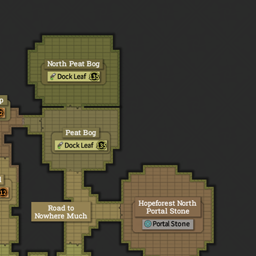 North Peat Bog
Dock Leaf
Peat Bog
Dock Leaf
Road to
Nowhere Much
Hopeforest North
Portal Stone
Portal Stone